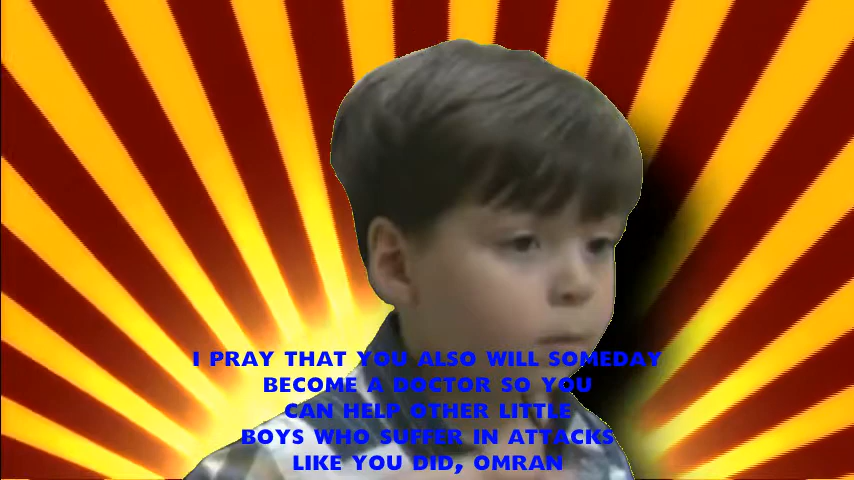 I PRAY THAT YOU ALSO WILL SOMEDAY
BECOME A DOCTOR SO YOU
CAN HELP OTHER LITTLE
BOYS WHO SUFFER IN ATTACKS
LIKE YOU DID, OMRAN